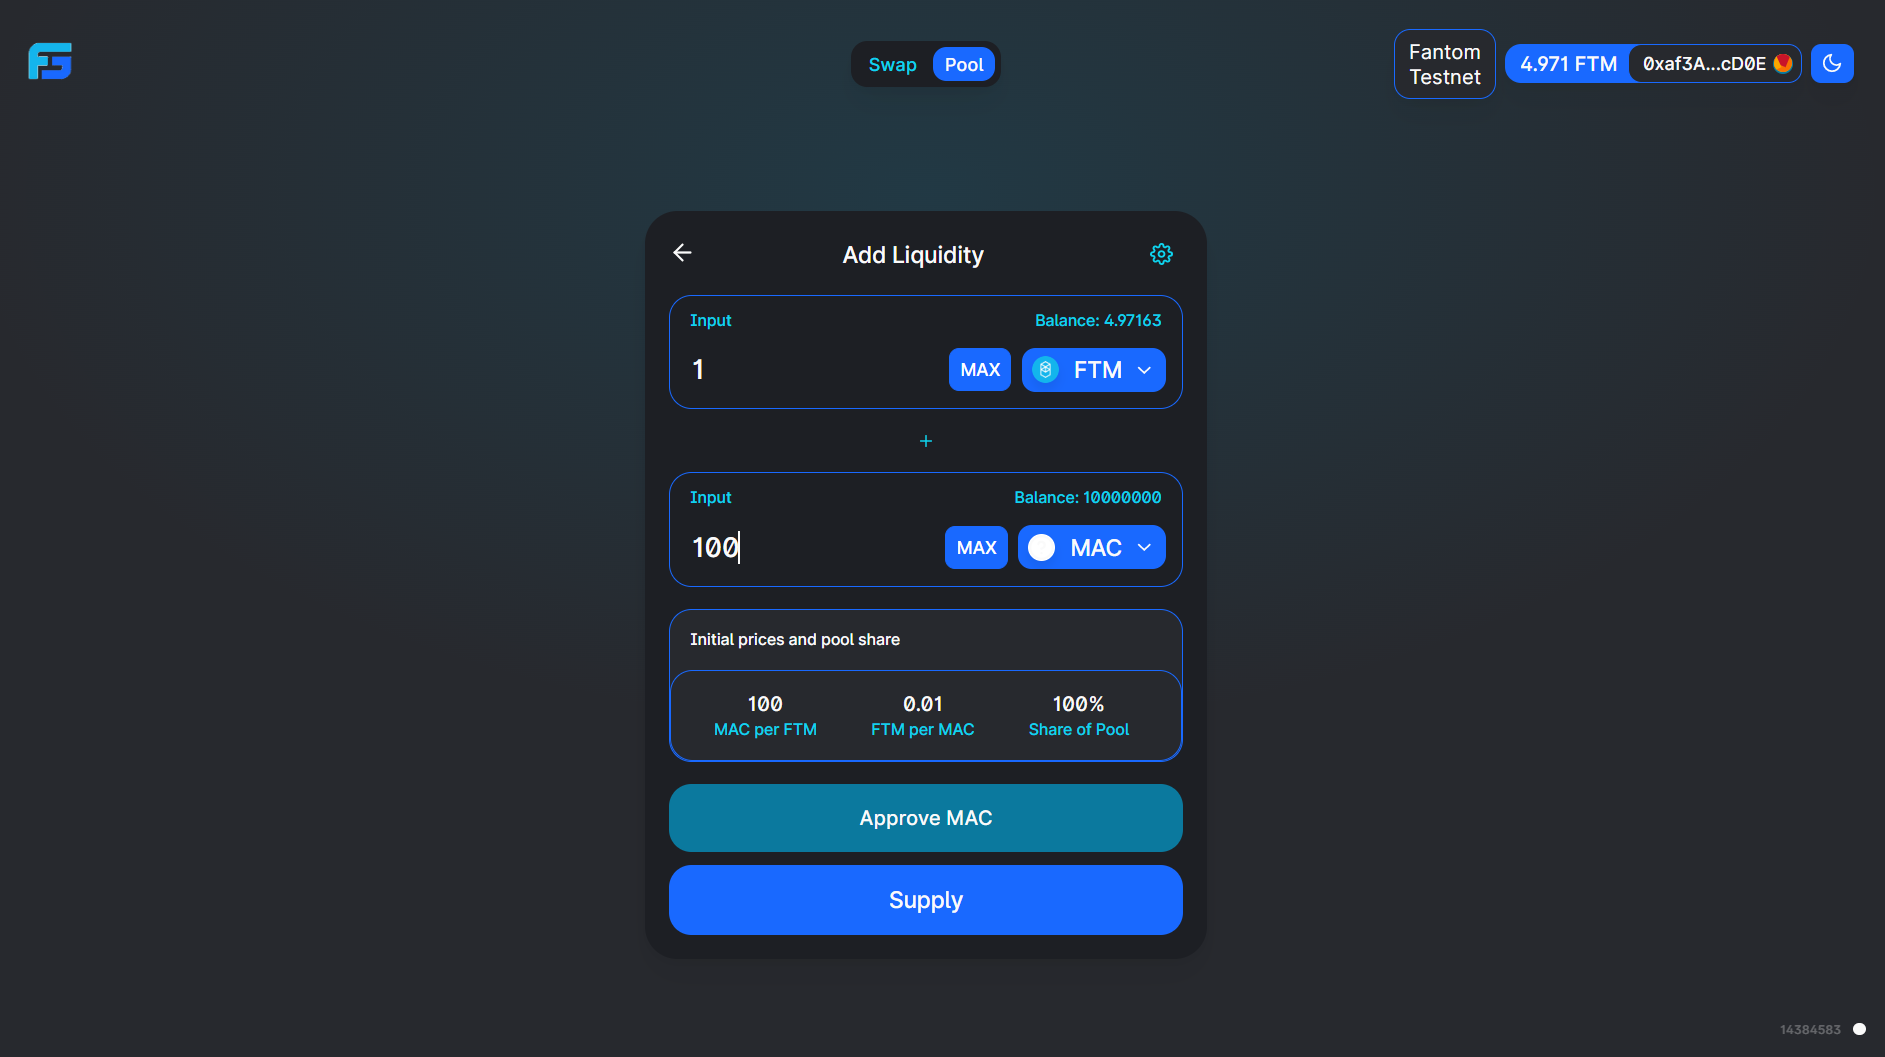 Swap
Pool
Fantom
Testnet
4.971 FTM
0xaf3A...cD0E
Add Liquidity
Input
Balance: 4.97163
1
MAX
FTM
+
Input
Balance: 10000000
100
MAX
MAC
Initial prices and pool share
100
0.01
100%
MAC per FTM
FTM per MAC
Share of Pool
Approve MAC
Supply
14384583